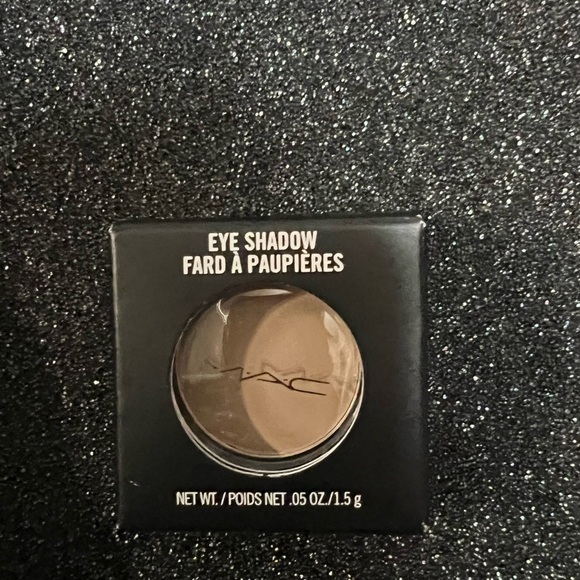 EYE SHADOW
FARD À PAUPIÈRES
M·A·C
NET WT. / POIDS NET .05 OZ./1.5 g